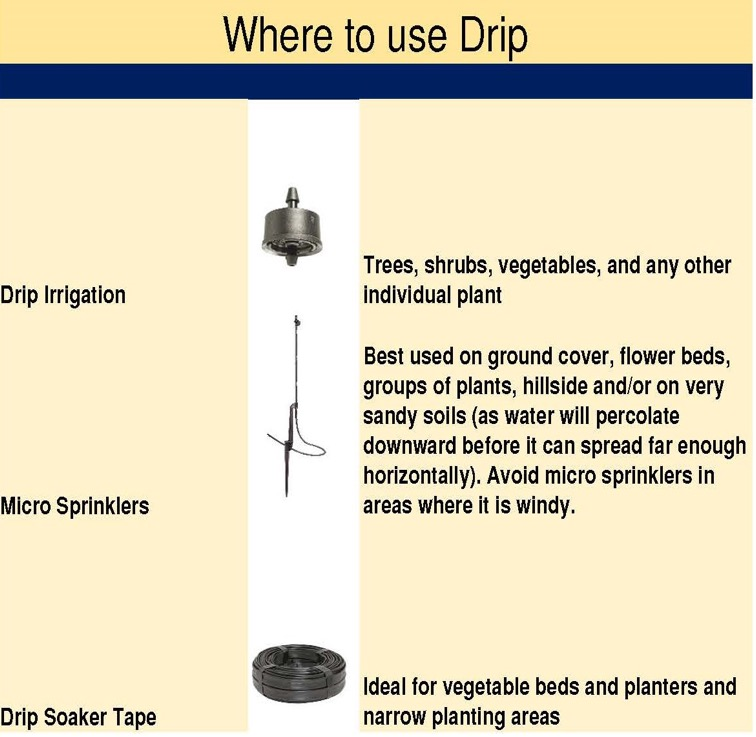 Where to use Drip
Drip Irrigation
Trees, shrubs, vegetables, and any other
individual plant
Micro Sprinklers
Best used on ground cover, flower beds,
groups of plants, hillside and/or on very
sandy soils (as water will percolate
downward before it can spread far enough
horizontally). Avoid micro sprinklers in
areas where it is windy.
Drip Soaker Tape
Ideal for vegetable beds and planters and
narrow planting areas